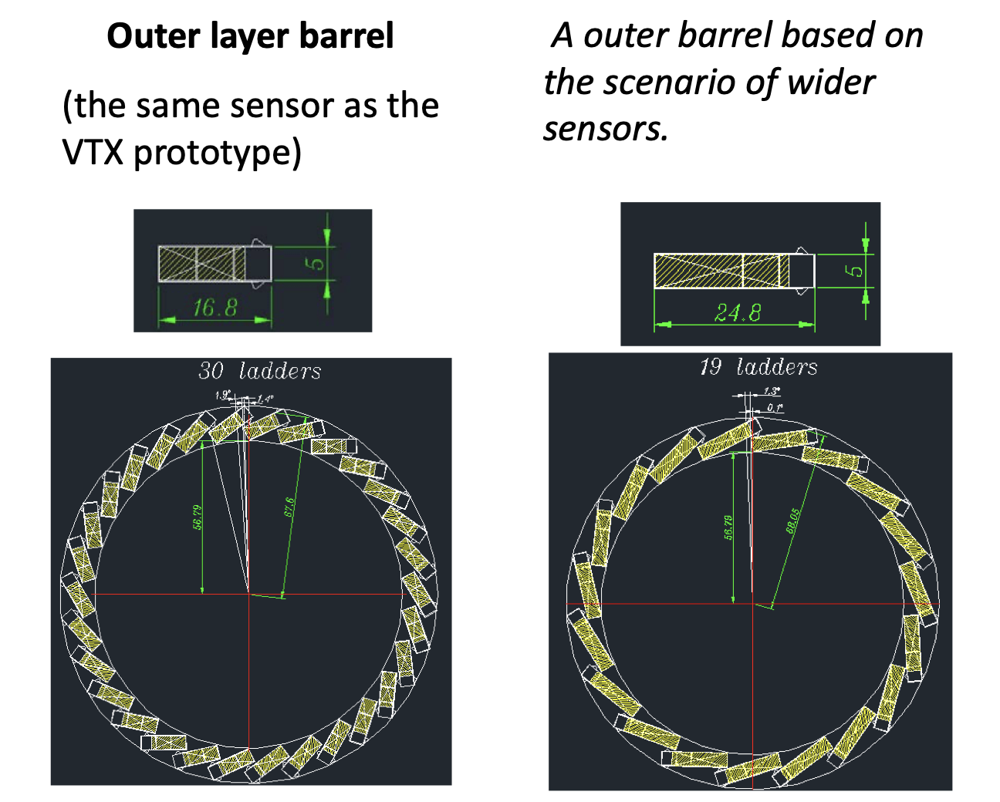 Outer layer barrel
(the same sensor as the
VTX prototype)
16.8
5
30 ladders
1.9°
1.4°
56.79
67.6
A outer barrel based on
the scenario of wider
sensors.
24.8
5
19 ladders
1.3°
0.1°
56.79
68.05